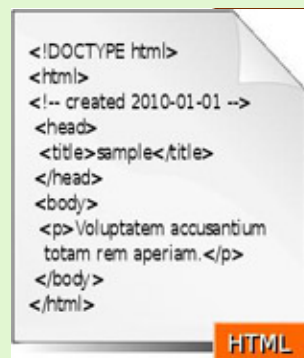 <!DOCTYPE html>
<html>
<!-- created 2010-01-01 -->
<head>
<title>sample</title>
</head>
<body>
<p>Voluptatem accusantium
totam rem aperiam.</p>
</body>
</html>
HTML